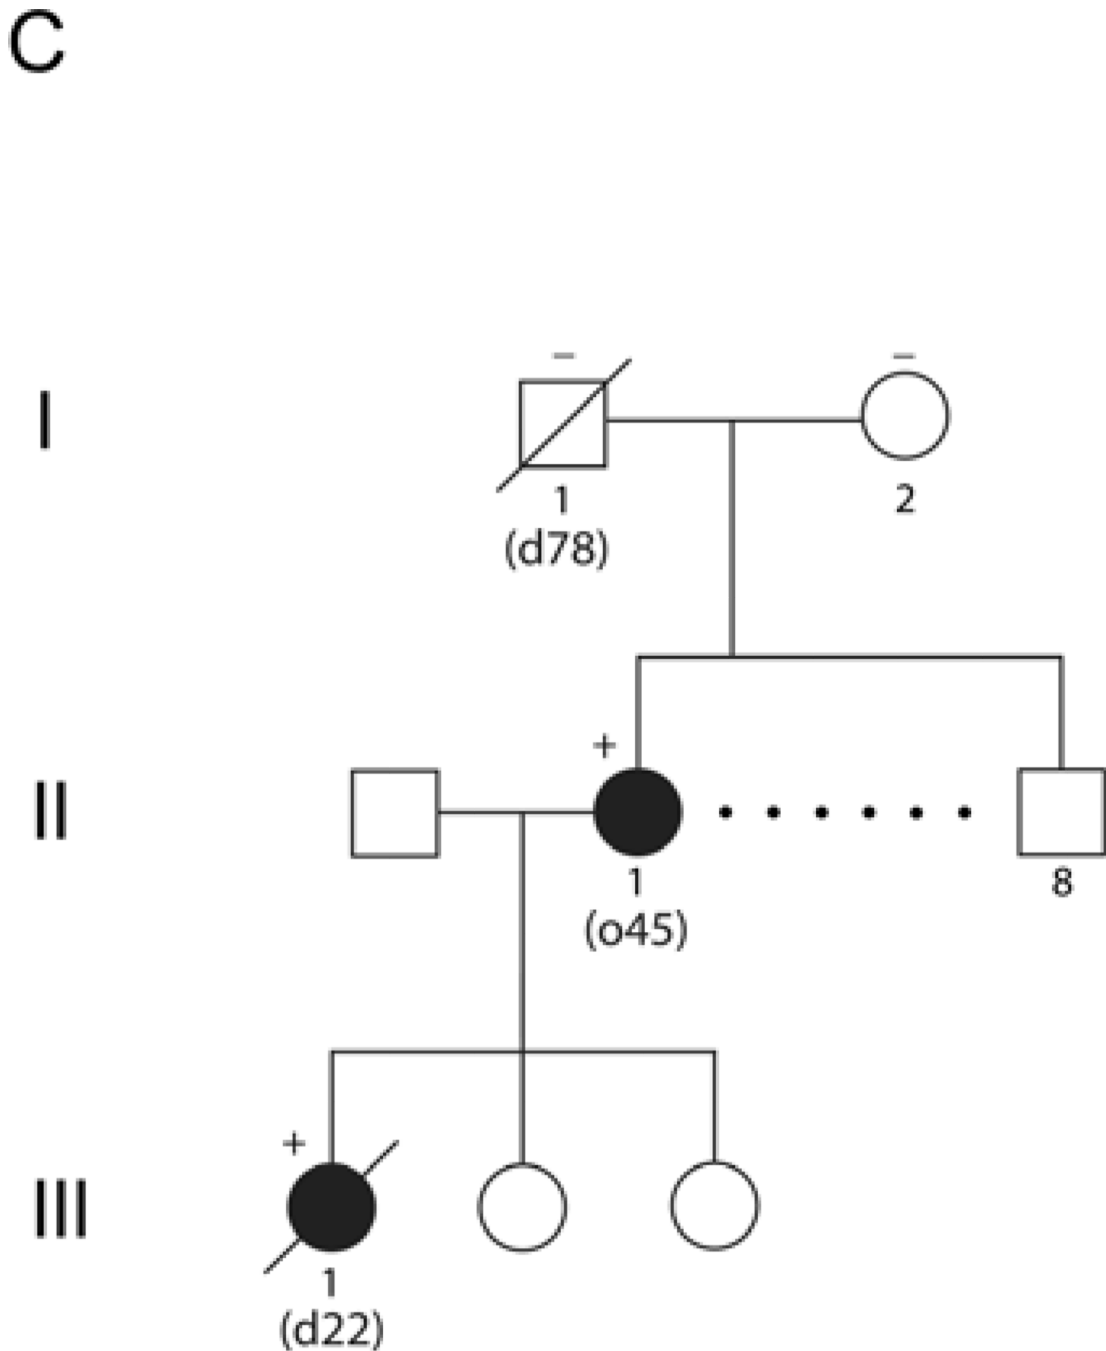 C
– –
I
1 2
(d78)
+
II
1 8
(o45)
+
III
1
(d22)